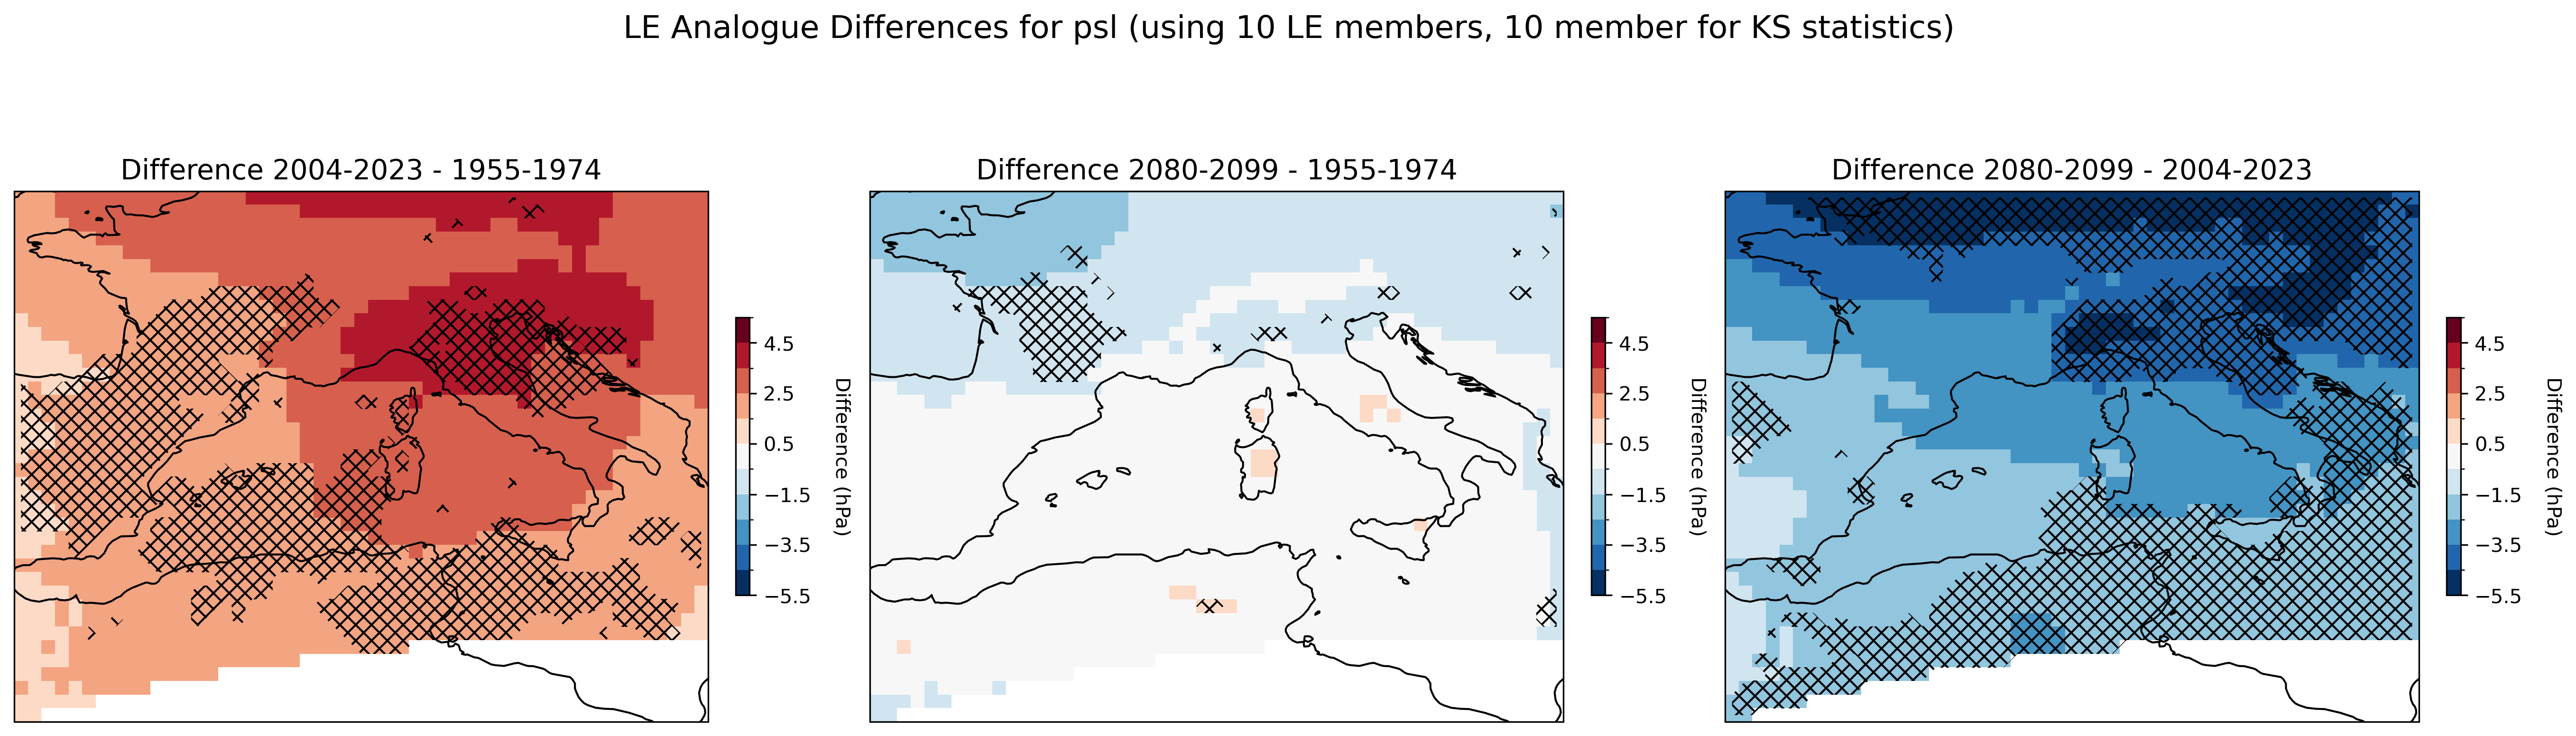 LE Analogue Differences for psl (using 10 LE members, 10 member for KS statistics)
Difference 2004-2023 - 1955-1974
4.5
2.5
0.5
−1.5
−3.5
−5.5
Difference (hPa)
Difference 2080-2099 - 1955-1974
4.5
2.5
0.5
−1.5
−3.5
−5.5
Difference (hPa)
Difference 2080-2099 - 2004-2023
4.5
2.5
0.5
−1.5
−3.5
−5.5
Difference (hPa)